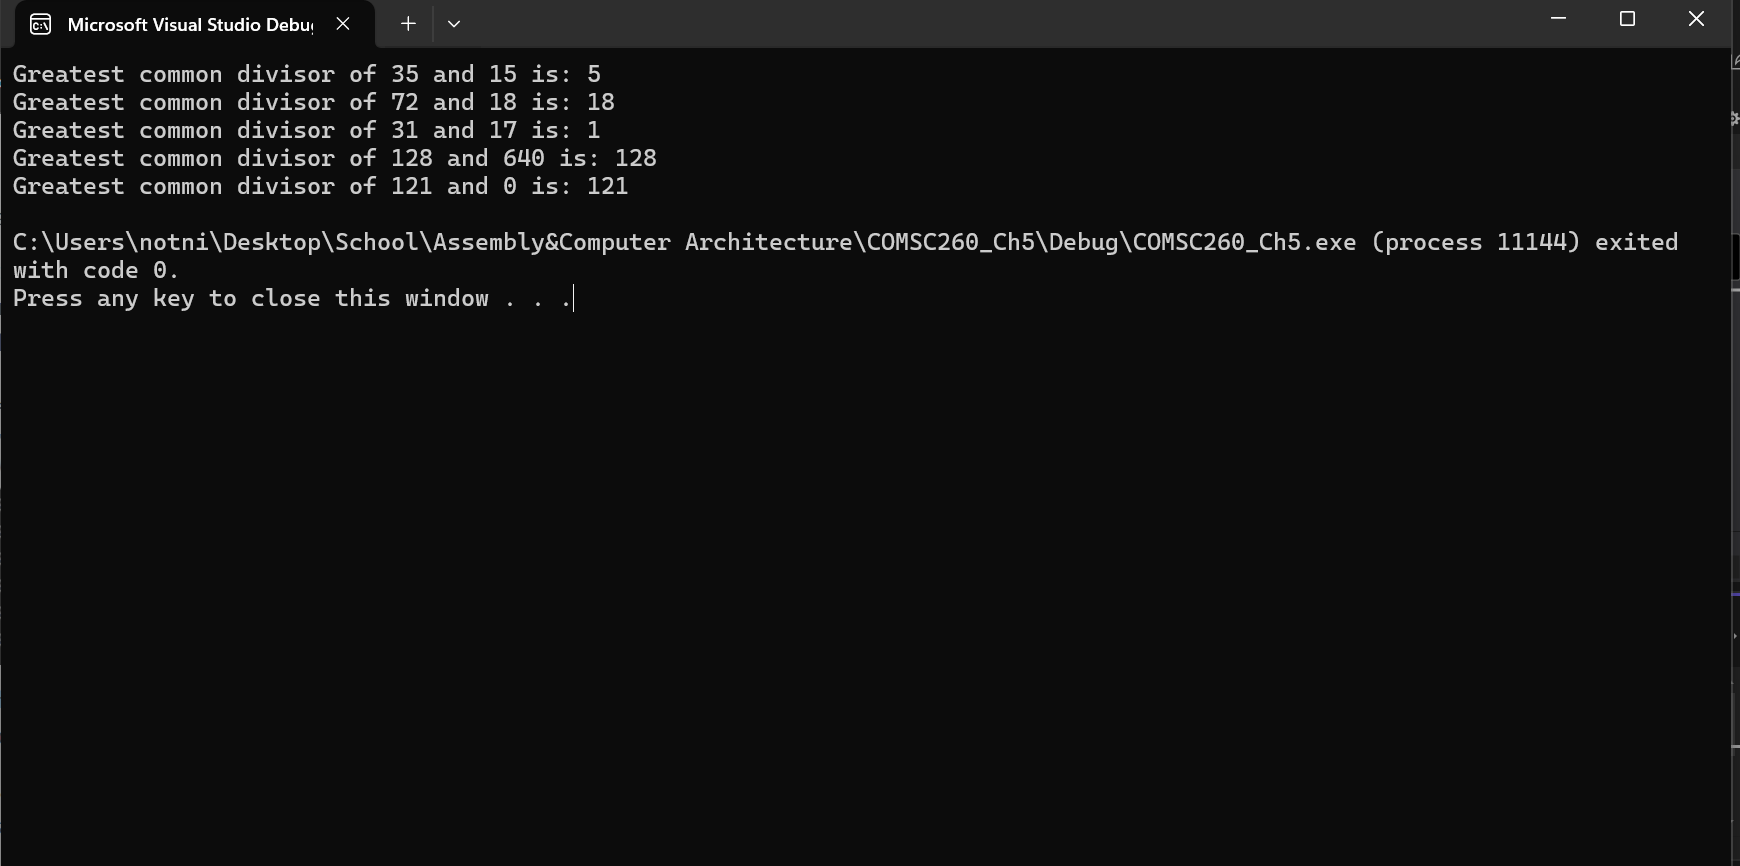 Microsoft Visual Studio Debu
Greatest common divisor of 35 and 15 is: 5
Greatest common divisor of 72 and 18 is: 18
Greatest common divisor of 31 and 17 is: 1
Greatest common divisor of 128 and 640 is: 128
Greatest common divisor of 121 and 0 is: 121
C:\Users\notni\Desktop\School\Assembly&Computer Architecture\COMSC260_Ch5\Debug\COMSC260_Ch5.exe (process 11144) exited
with code 0.
Press any key to close this window . . .